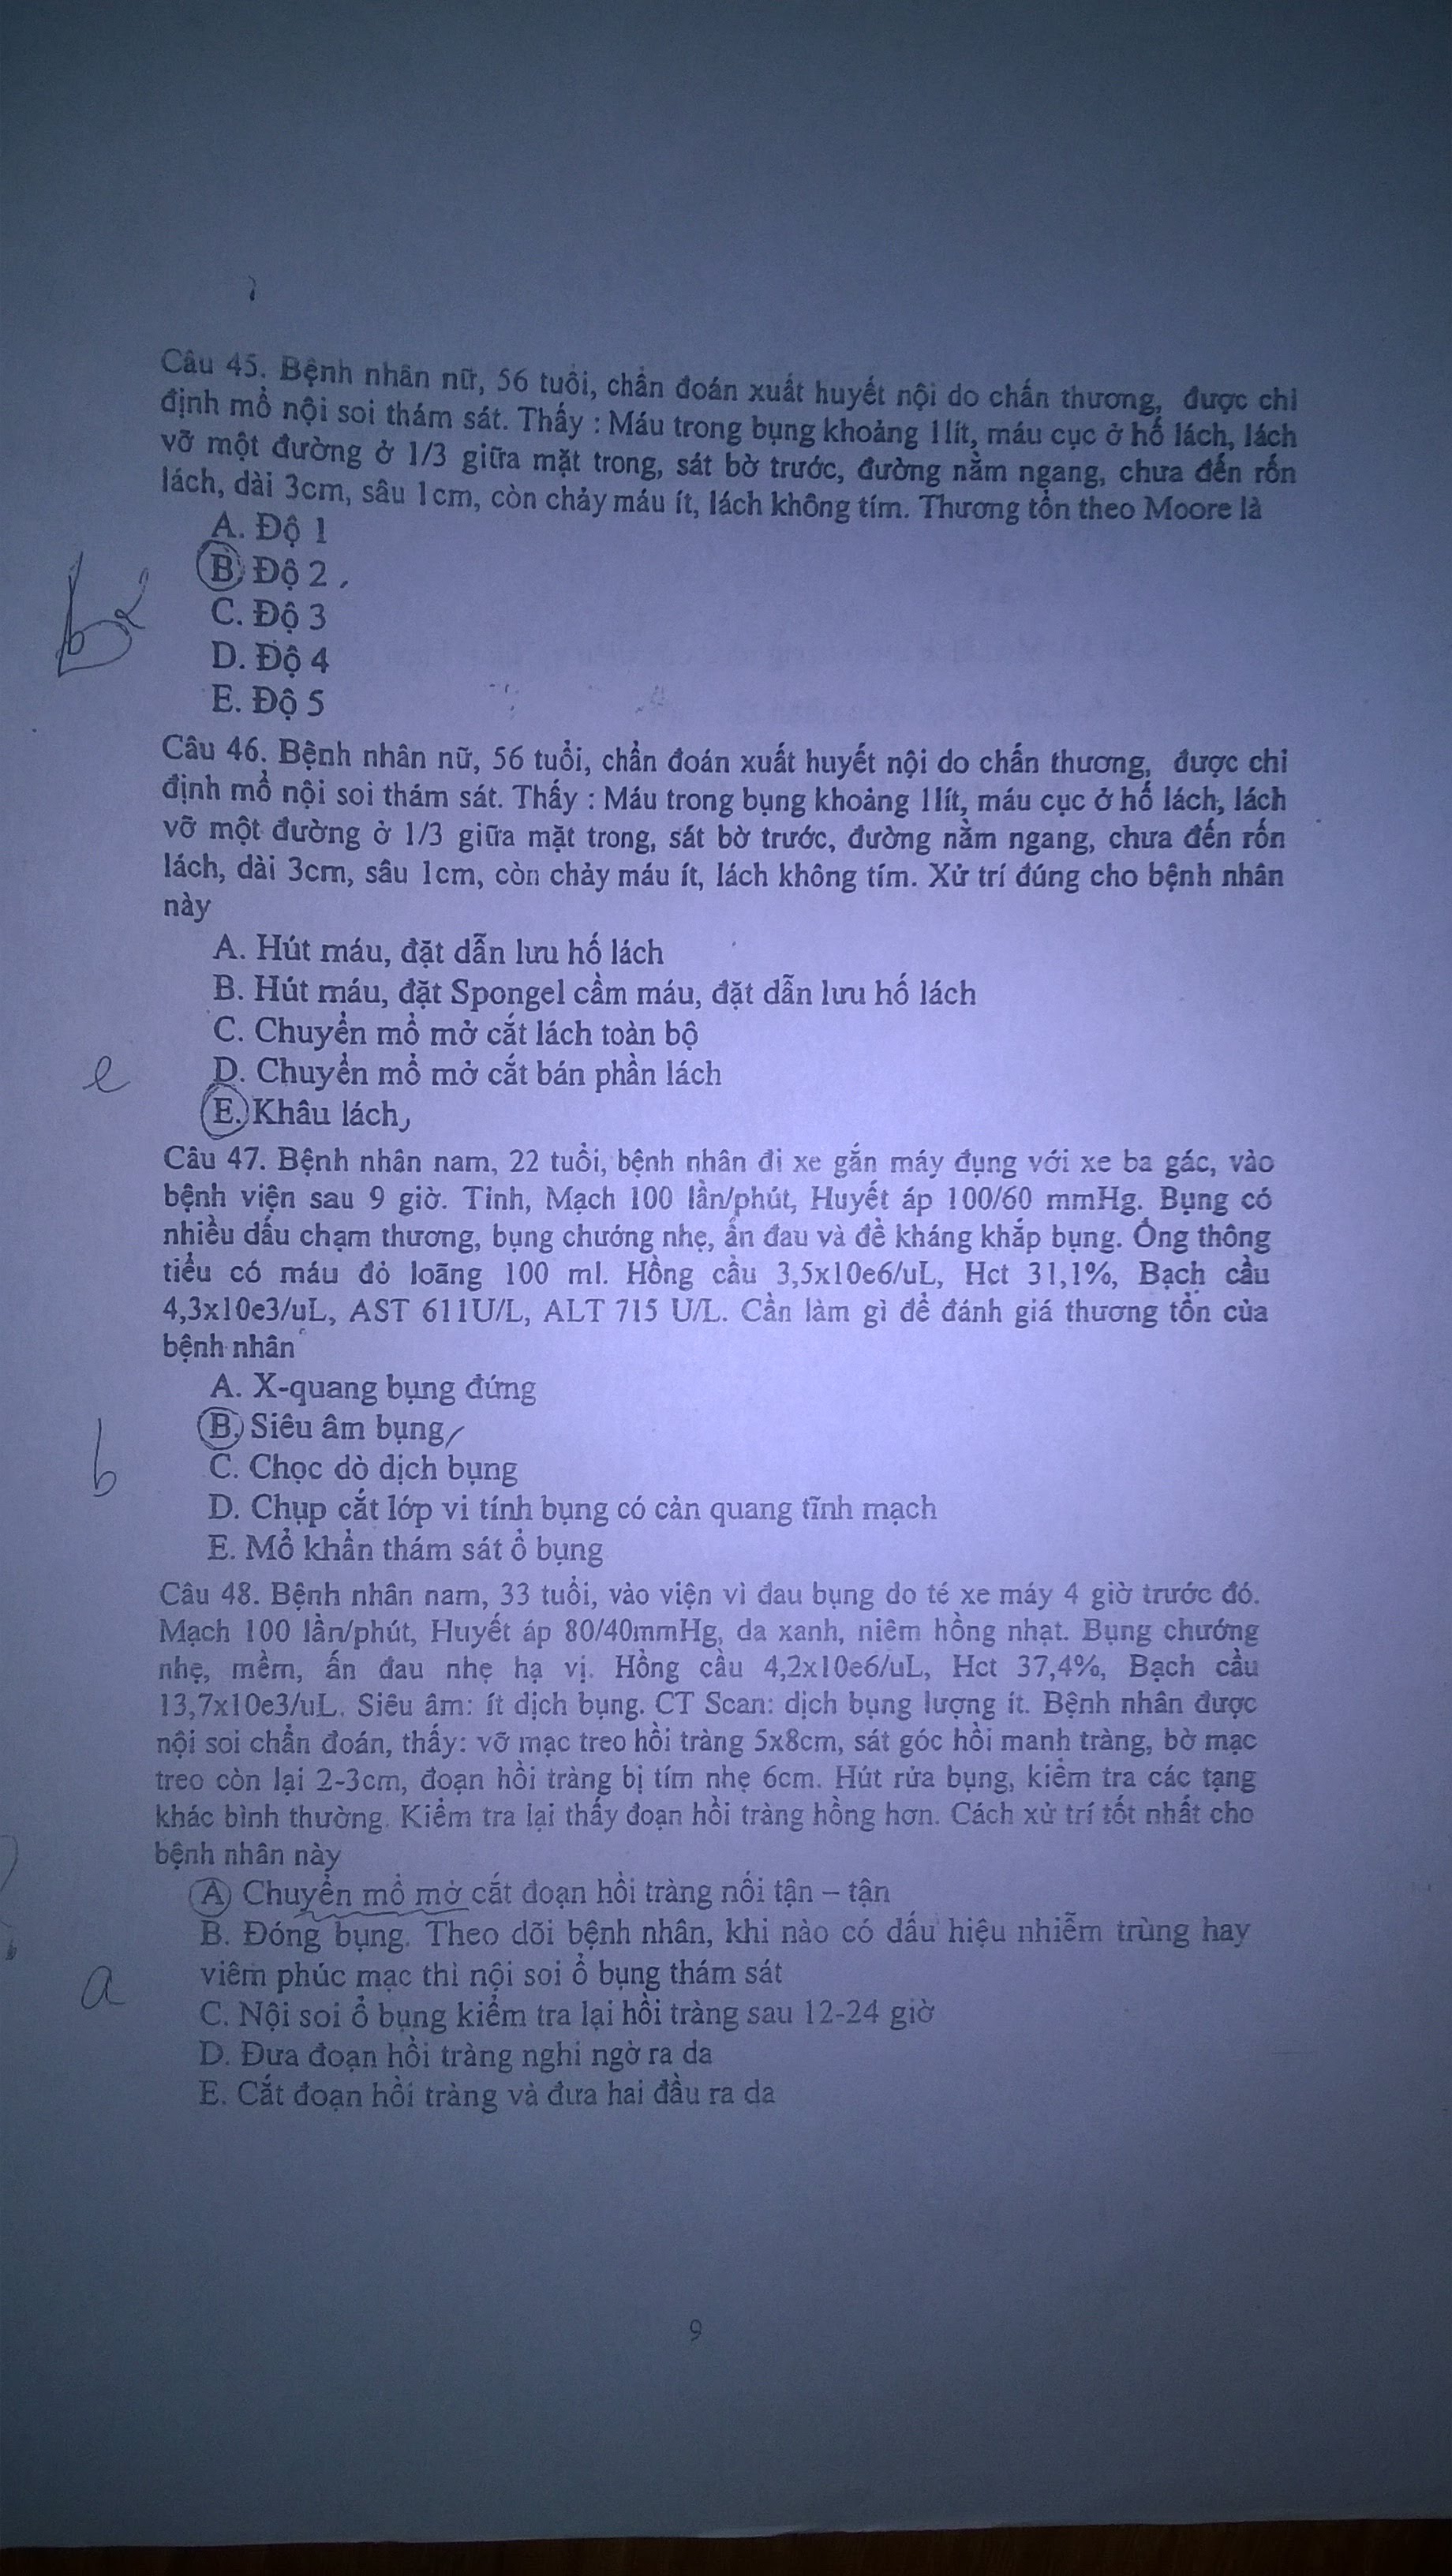 Câu 45. Bệnh nhân nữ, 56 tuổi, chẩn đoán xuất huyết nội do chấn thương, được chỉ
định mổ nội soi thám sát. Thấy : Máu trong bụng khoảng 1lít, máu cục ở hố lách, lách
vỡ một đường ở 1/3 giữa mặt trong, sát bờ trước, đường nằm ngang, chưa đến rốn
lách, dài 3cm, sâu 1cm, còn chảy máu ít, lách không tím. Thương tổn theo Moore là
A. Độ 1
B. Độ 2
b
C. Độ 3
D. Độ 4
E. Độ 5
Câu 46. Bệnh nhân nữ, 56 tuổi, chẩn đoán xuất huyết nội do chấn thương, được chỉ
định mổ nội soi thám sát. Thấy : Máu trong bụng khoảng 1lít, máu cục ở hố lách, lách
vỡ một đường ở 1/3 giữa mặt trong, sát bờ trước, đường nằm ngang, chưa đến rốn
lách, dài 3cm, sâu 1cm, còn chảy máu ít, lách không tím. Xử trí đúng cho bệnh nhân
này
A. Hút máu, đặt dẫn lưu hố lách
B. Hút máu, đặt Spongel cầm máu, đặt dẫn lưu hố lách
C. Chuyển mổ mở cắt lách toàn bộ
e
D. Chuyển mổ mở cắt bán phần lách
E. Khâu lách
Câu 47. Bệnh nhân nam, 22 tuổi, bệnh nhân đi xe gắn máy đụng với xe ba gác, vào
bệnh viện sau 9 giờ. Tỉnh, Mạch 100 lần/phút, Huyết áp 100/60 mmHg. Bụng có
nhiều dấu chạm thương, bụng chướng nhẹ, ấn đau và đề kháng khắp bụng. Ống thông
tiểu có máu đỏ loãng 100 ml. Hồng cầu 3,5x10e6/uL, Hct 31,1%, Bạch cầu
4,3x10e3/uL, AST 611U/L, ALT 715 U/L. Cần làm gì để đánh giá thương tổn của
bệnh nhân
A. X-quang bụng đứng
B. Siêu âm bụng
b
C. Chọc dò dịch bụng
D. Chụp cắt lớp vi tính bụng có cản quang tĩnh mạch
E. Mổ khẩn thám sát ổ bụng
Câu 48. Bệnh nhân nam, 33 tuổi, vào viện vì đau bụng do té xe máy 4 giờ trước đó.
Mạch 100 lần/phút, Huyết áp 80/40mmHg, da xanh, niêm hồng nhạt. Bụng chướng
nhẹ, mềm, ấn đau nhẹ hạ vị. Hồng cầu 4,2x10e6/uL, Hct 37,4%, Bạch cầu
13,7x10e3/uL. Siêu âm: ít dịch bụng. CT Scan: dịch bụng lượng ít. Bệnh nhân được
nội soi chẩn đoán, thấy: vỡ mạc treo hồi tràng 5x8cm, sát góc hồi manh tràng, bờ mạc
treo còn lại 2-3cm, đoạn hồi tràng bị tím nhẹ 6cm. Hút rửa bụng, kiểm tra các tạng
khác bình thường. Kiểm tra lại thấy đoạn hồi tràng hồng hơn. Cách xử trí tốt nhất cho
bệnh nhân này
A. Chuyển mổ mở cắt đoạn hồi tràng nối tận – tận
B. Đóng bụng. Theo dõi bệnh nhân, khi nào có dấu hiệu nhiễm trùng hay
viêm phúc mạc thì nội soi ổ bụng thám sát
a
C. Nội soi ổ bụng kiểm tra lại hồi tràng sau 12-24 giờ
D. Đưa đoạn hồi tràng nghi ngờ ra da
E. Cắt đoạn hồi tràng và đưa hai đầu ra da
9